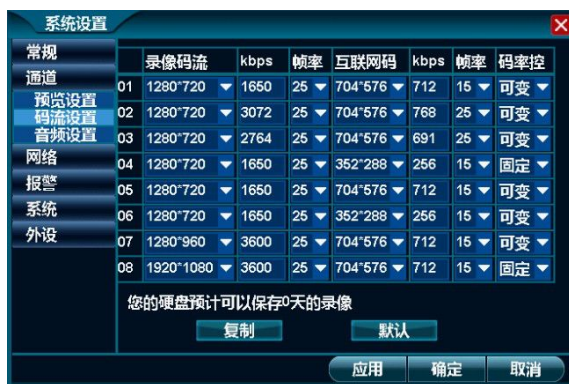 系统设置
常规
通道
预览设置
码流设置
音频设置
网络
报警
系统
外设
录像码流 kbps 帧率 互联网码 kbps 帧率 码率控
01 1280*720 1650 25 704*576 712 15 可变
02 1280*720 3072 25 704*576 768 25 可变
03 1280*720 2764 25 704*576 691 25 可变
04 1280*720 1650 25 352*288 256 15 固定
05 1280*720 1650 25 704*576 712 15 可变
06 1280*720 1650 25 352*288 256 15 可变
07 1280*960 3600 25 704*576 712 15 可变
08 1920*1080 3600 25 704*576 712 15 固定
您的硬盘预计可以保存0天的录像
复制 默认
应用 确定 取消